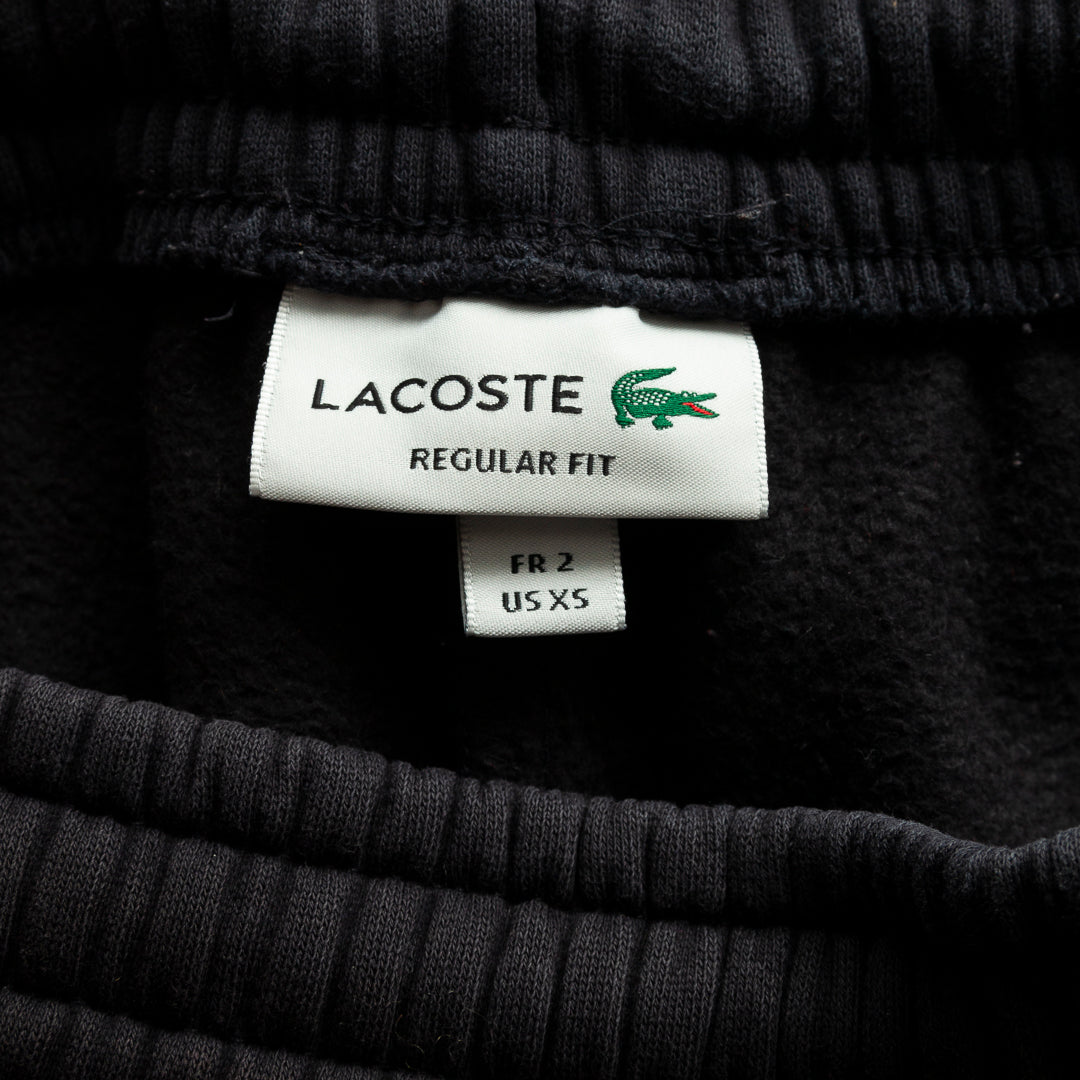 LACOSTE
REGULAR FIT
FR 2
US XS